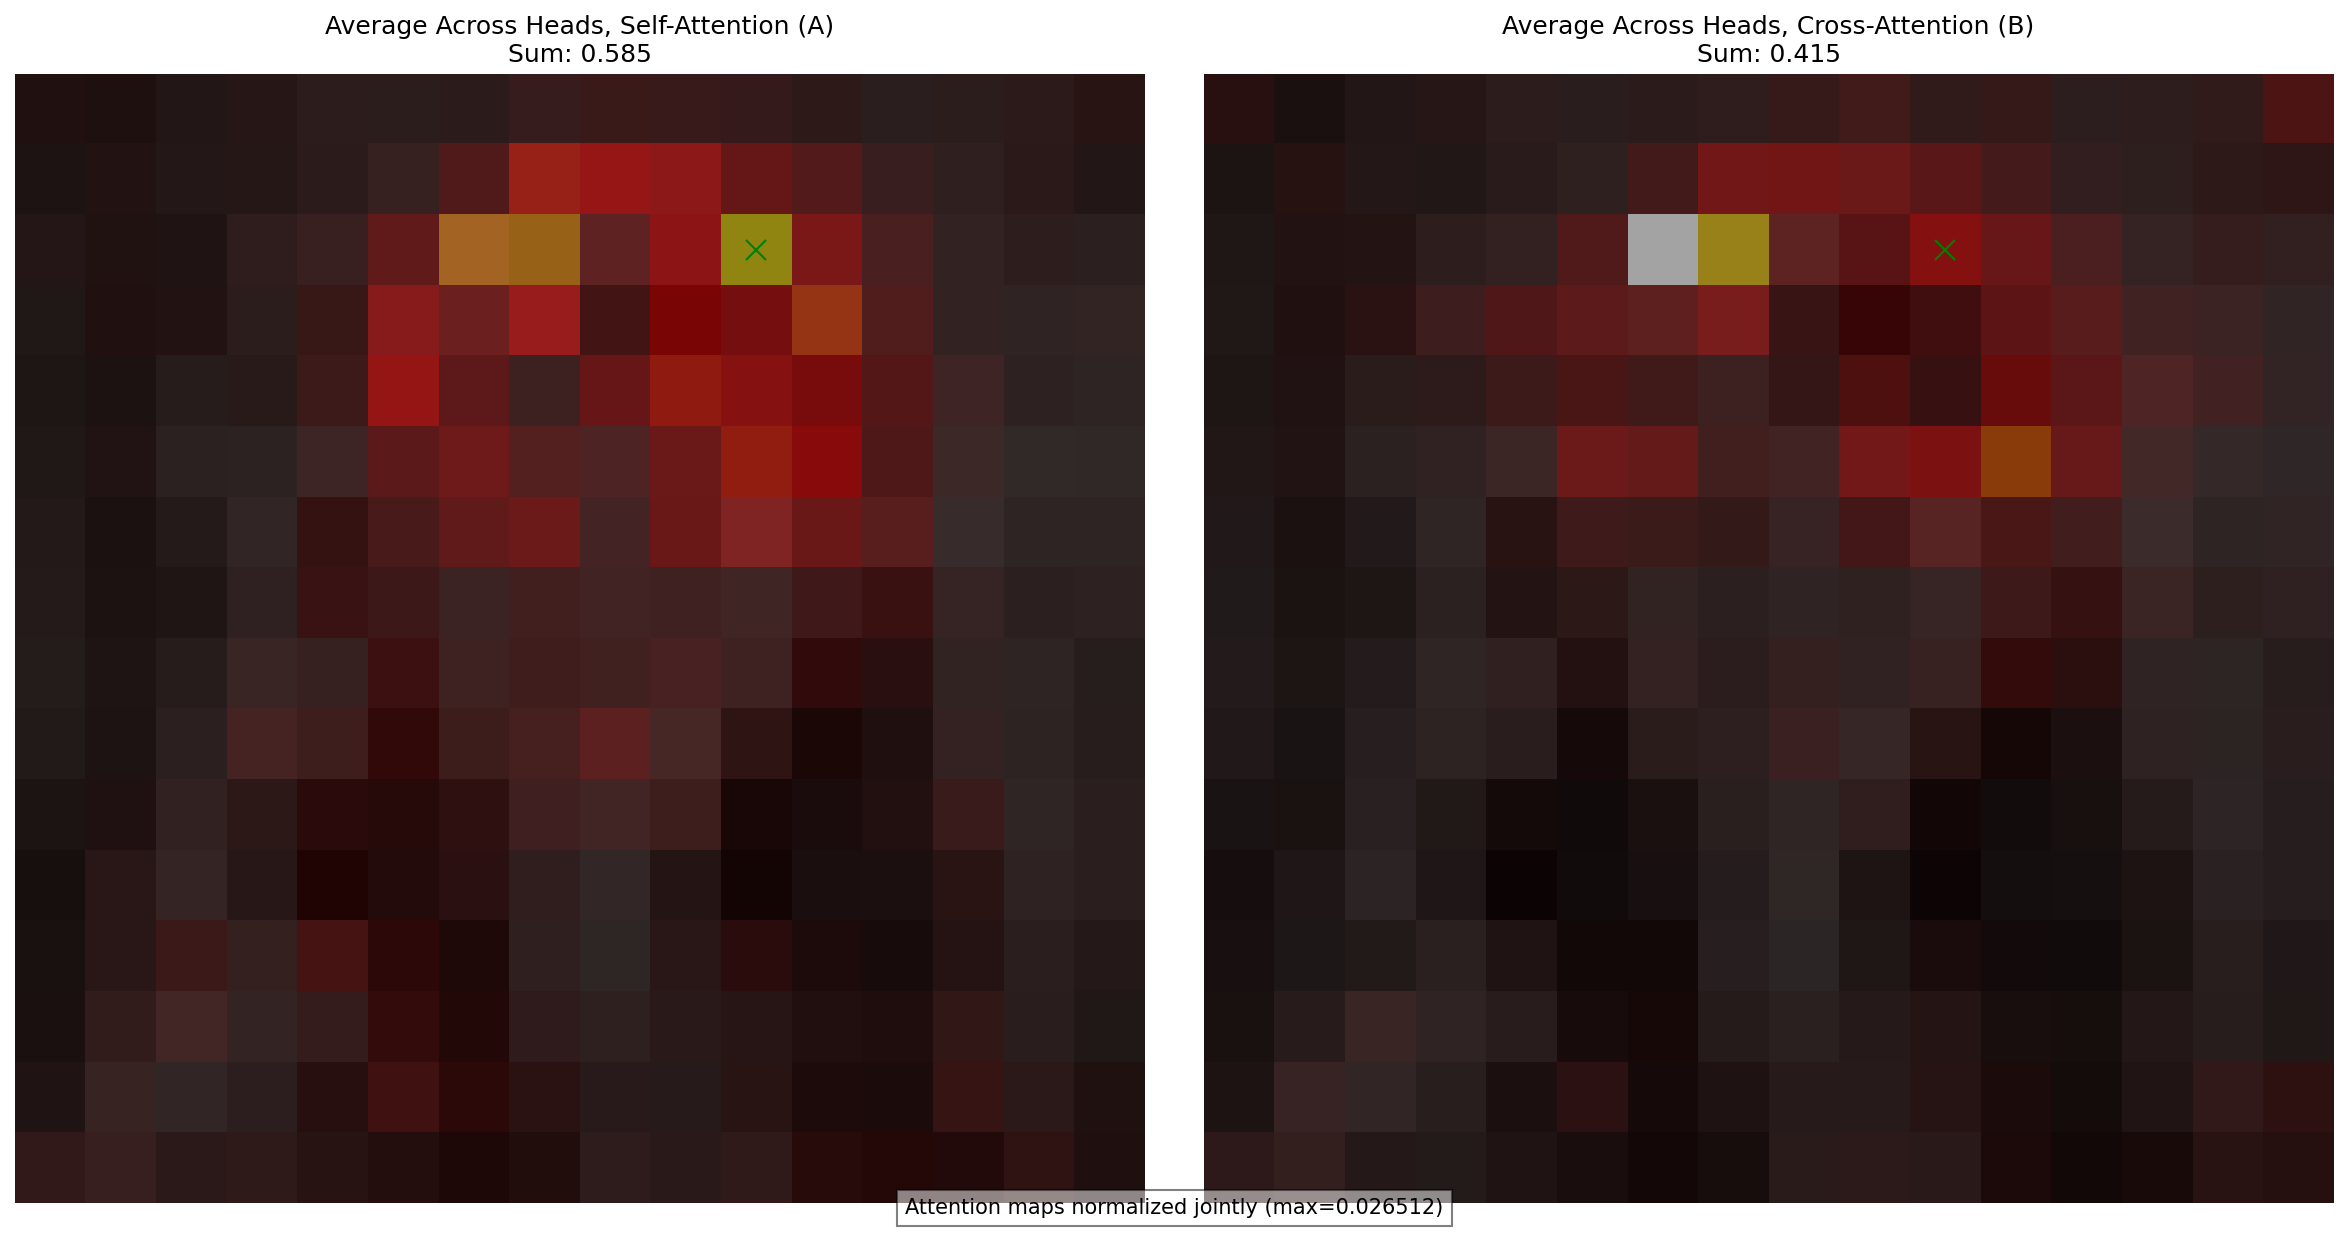 Average Across Heads, Self-Attention (A)
Sum: 0.585
Average Across Heads, Cross-Attention (B)
Sum: 0.415
Attention maps normalized jointly (max=0.026512)